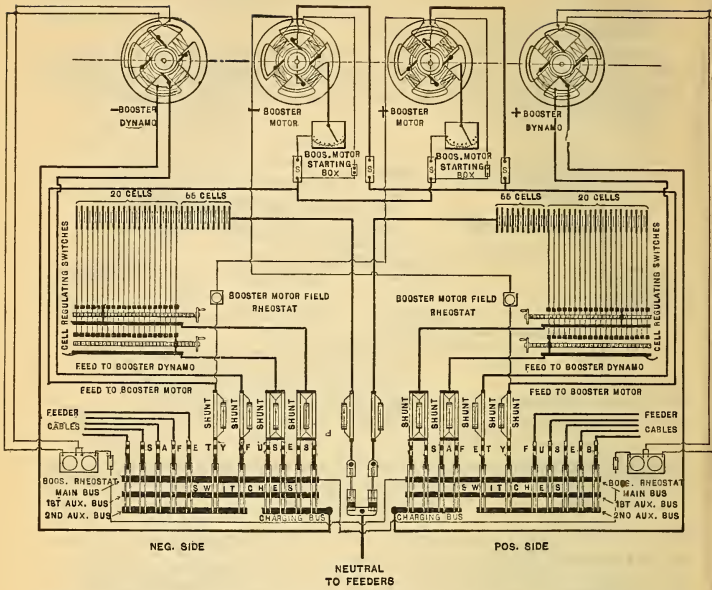 − BOOSTER
DYNAMO
− BOOSTER
MOTOR
+ BOOSTER
MOTOR
+ BOOSTER
DYNAMO
BOOS. MOTOR
STARTING
BOX
BOOS. MOTOR
STARTING
BOX
S
S
S
S
20 CELLS
55 CELLS
55 CELLS
20 CELLS
CELL REGULATING SWITCHES
CELL REGULATING SWITCHES
BOOSTER MOTOR FIELD
RHEOSTAT
BOOSTER MOTOR FIELD
RHEOSTAT
FEED TO BOOSTER DYNAMO
FEED TO BOOSTER MOTOR
FEED TO BOOSTER DYNAMO
FEED TO BOOSTER MOTOR
SHUNT
SHUNT
SHUNT
SHUNT
SHUNT
SHUNT
SHUNT
SHUNT
FEEDER
CABLES
FEEDER
CABLES
SAFETY FUSES
SAFETY FUSES
BOOS. RHEOSTAT
MAIN BUS
1ST AUX. BUS
2ND AUX. BUS
SWITCHES
SWITCHES
BOOS. RHEOSTAT
MAIN BUS
1ST AUX. BUS
2ND AUX. BUS
CHARGING BUS
CHARGING BUS
NEG. SIDE
POS. SIDE
NEUTRAL
TO FEEDERS